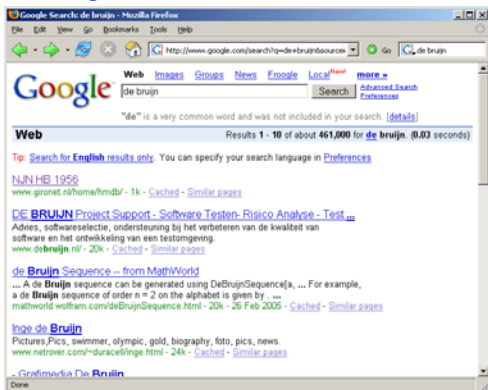 Google Search: de bruijn - Mozilla Firefox
File Edit View Go Bookmarks Tools Help
http://www.google.com/search?q=de+bruijn&source Go de bruijn
Google
Web Images Groups News Froogle Local New! more »
de bruijn Search Advanced Search
Preferences
"de" is a very common word and was not included in your search. [details]
Web Results 1 - 10 of about 461,000 for de bruijn. (0.03 seconds)
Tip: Search for English results only. You can specify your search language in Preferences
NJN HB 1956
www.gironet.nl/home/hmdb/ - 1k - Cached - Similar pages
DE BRUIJN Project Support - Software Testen- Risico Analyse - Test ...
Advies, softwareselectie, ondersteuning bij het verbeteren van de kwaliteit van
software en het ontwikkeling van een testomgeving.
www.debruijn.nl/ - 20k - Cached - Similar pages
de Bruijn Sequence -- from MathWorld
... A de Bruijn sequence can be generated using DeBruijnSequence[a, ... For example,
a de Bruijn sequence of order n = 2 on the alphabet is given by . ...
mathworld.wolfram.com/deBruijnSequence.html - 20k - 26 Feb 2005 - Cached - Similar pages
Inge de Bruijn
Pictures,Pics, swimmer, olympic, gold, biography, foto, pics, news.
www.netrover.com/~duracell/inge.html - 24k - Cached - Similar pages
- Grafimedia De Bruijn
Done